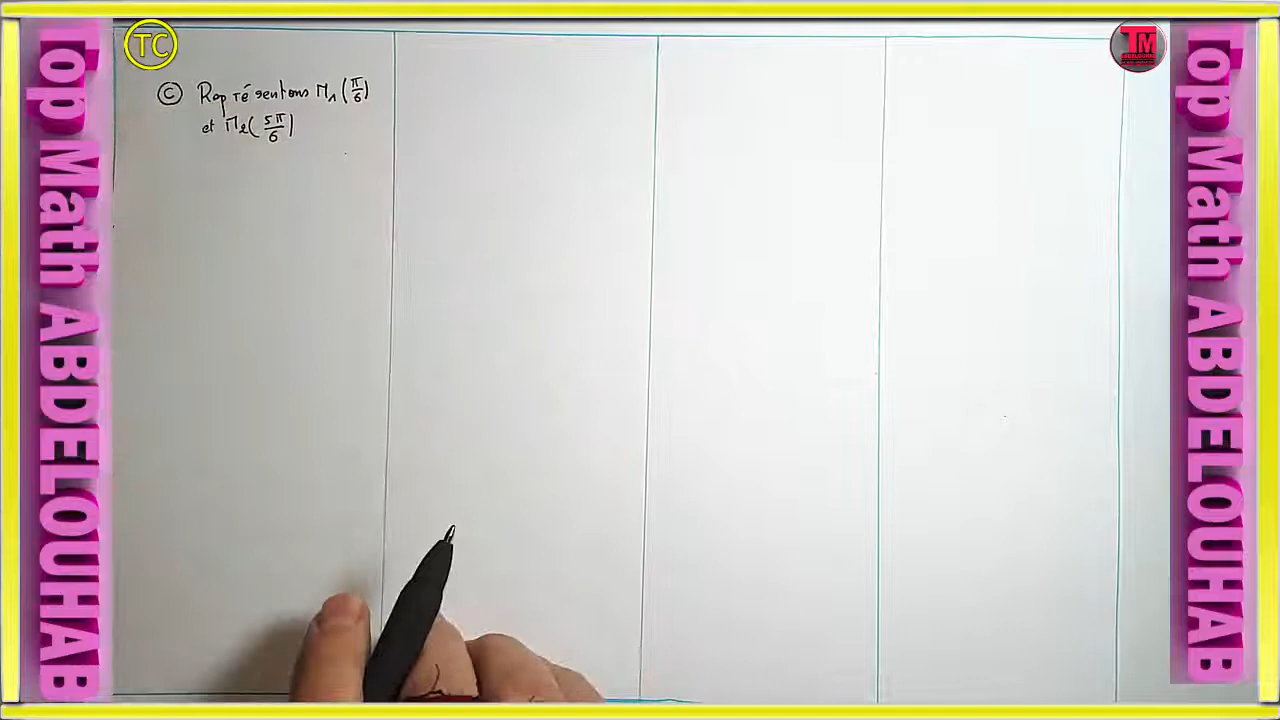 TC
TM
Top Math ABDELOUHAB
Top Math ABDELOUHAB
© Représentons M₁(π/6)
et M₂(5π/6)